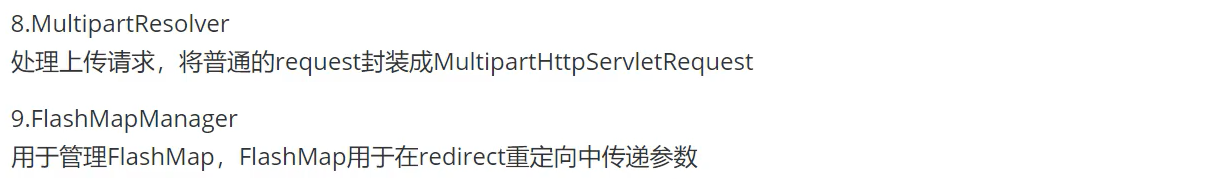 8.MultipartResolver
处理上传请求，将普通的request封装成MultipartHttpServletRequest
9.FlashMapManager
用于管理FlashMap，FlashMap用于在redirect重定向中传递参数